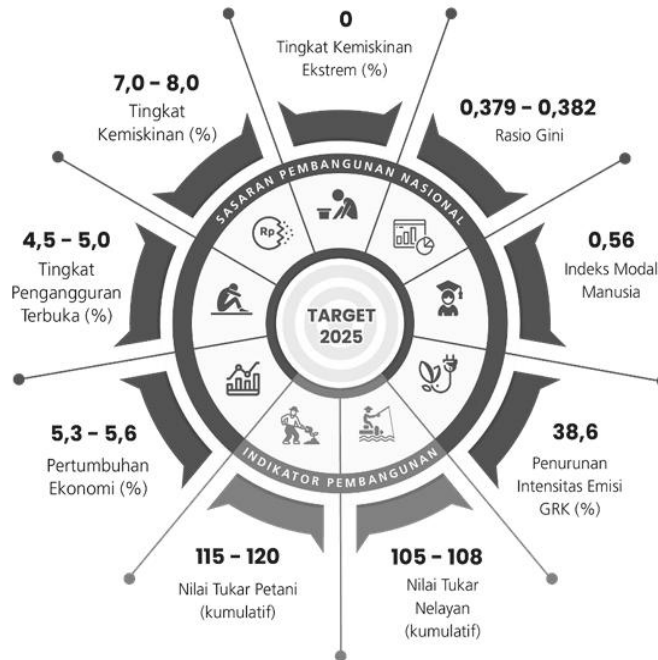 0
Tingkat Kemiskinan
Ekstrem (%)
0,379 – 0,382
Rasio Gini
0,56
Indeks Modal
Manusia
38,6
Penurunan
Intensitas Emisi
GRK (%)
105 – 108
Nilai Tukar
Nelayan
(kumulatif)
115 – 120
Nilai Tukar Petani
(kumulatif)
5,3 – 5,6
Pertumbuhan
Ekonomi (%)
4,5 – 5,0
Tingkat
Pengangguran
Terbuka (%)
7,0 – 8,0
Tingkat
Kemiskinan (%)
SASARAN PEMBANGUNAN NASIONAL
Rp
TARGET
2025
INDIKATOR PEMBANGUNAN